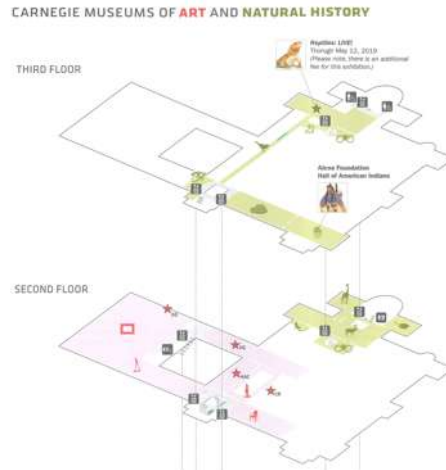 CARNEGIE MUSEUMS OF ART AND NATURAL HISTORY
Reptiles: LIVE!
Through May 12, 2019
(Please note, there is an additional
fee for this exhibition.)
THIRD FLOOR
Alcoa Foundation
Hall of American Indians
SECOND FLOOR